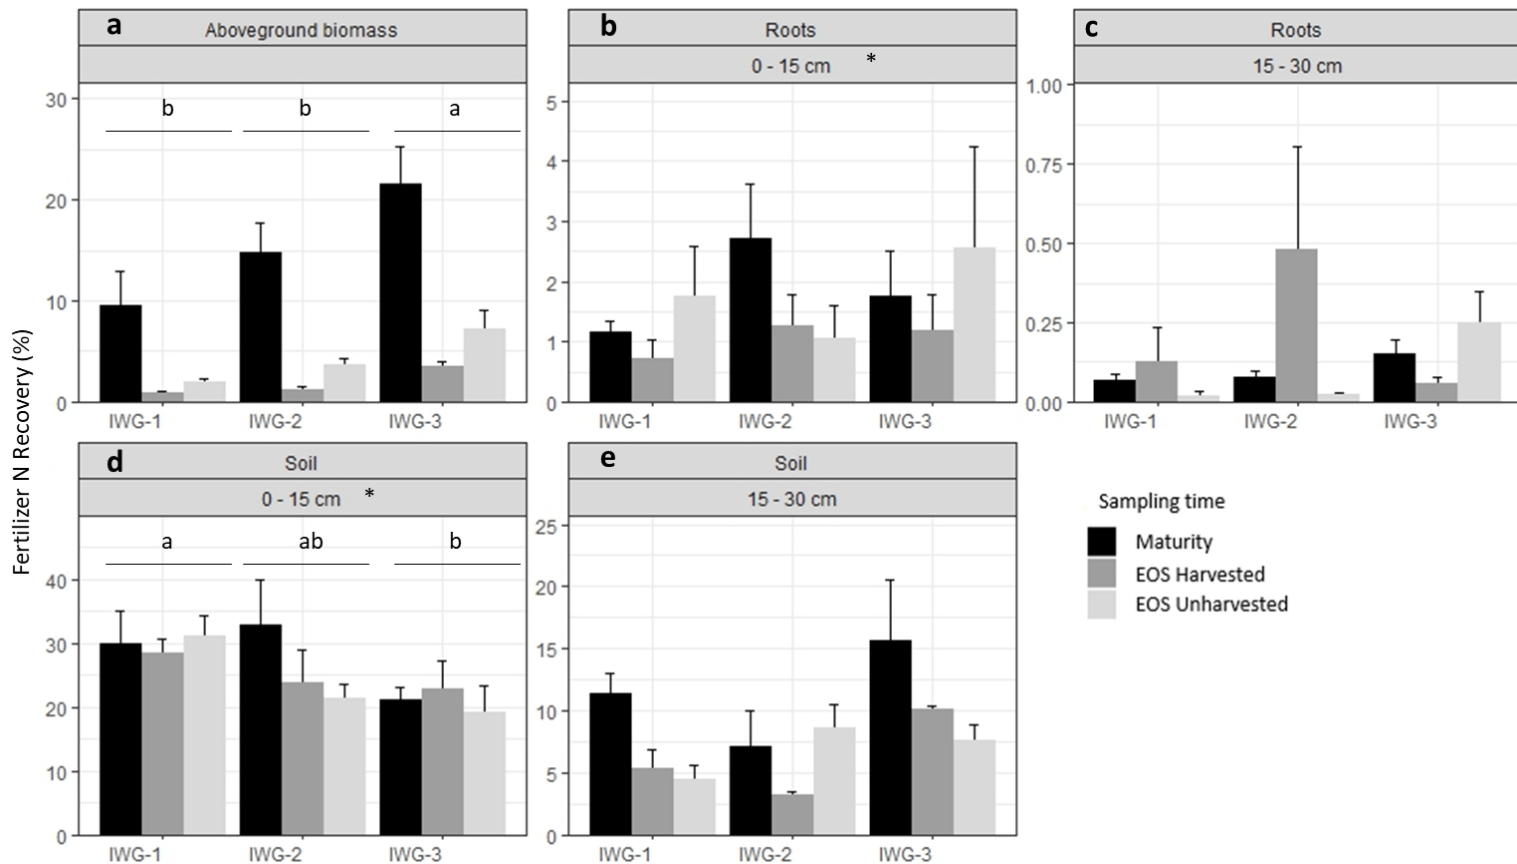 a
Aboveground biomass
30
b
b
a
20
10
0
IWG-1
IWG-2
IWG-3
b
Roots
0 - 15 cm *
5
4
3
2
1
0
IWG-1
IWG-2
IWG-3
c
Roots
15 - 30 cm
1.00
0.75
0.50
0.25
0.00
IWG-1
IWG-2
IWG-3
Fertilizer N Recovery (%)
d
Soil
0 - 15 cm *
a
ab
b
40
30
20
10
0
IWG-1
IWG-2
IWG-3
e
Soil
15 - 30 cm
25
20
15
10
5
0
IWG-1
IWG-2
IWG-3
Sampling time
Maturity
EOS Harvested
EOS Unharvested